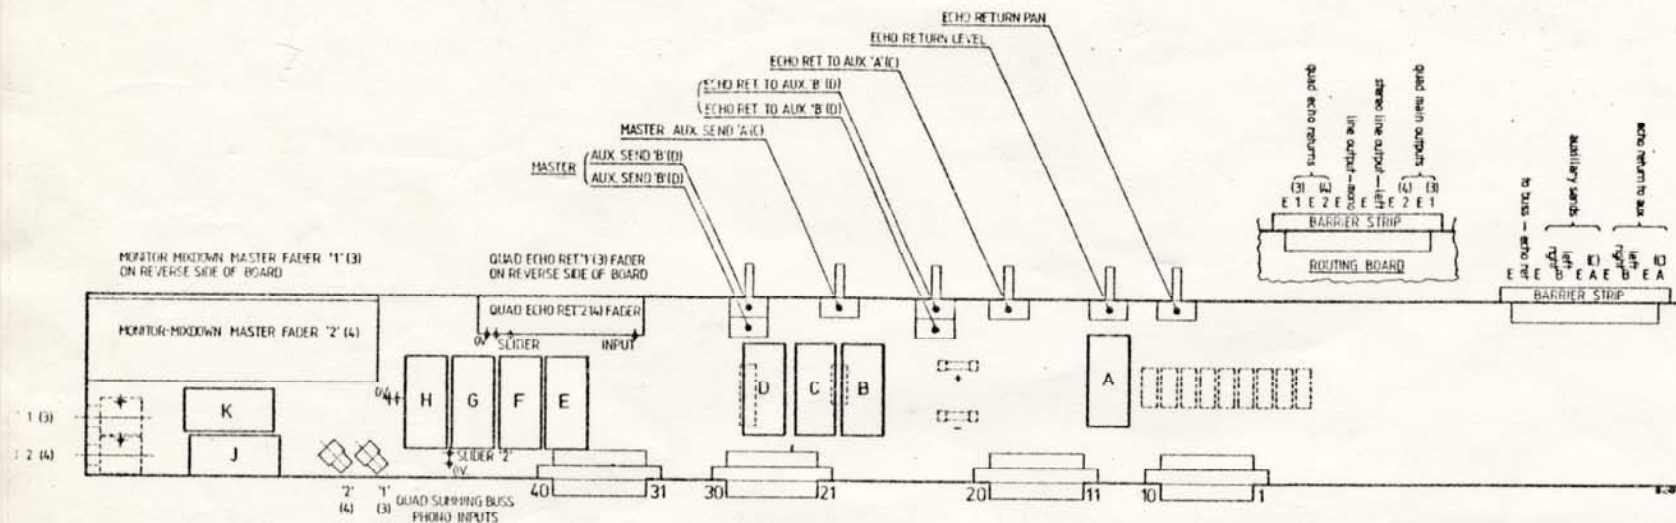 ECHO RETURN PAN
ECHO RETURN LEVEL
ECHO RET TO AUX. 'A'(C)
ECHO RET TO AUX. 'B'(D)
ECHO RET TO AUX. 'B'(D)
MASTER AUX. SEND 'A'(C)
MASTER
AUX. SEND 'B'(D)
AUX. SEND 'B'(D)
quad echo returns
line output—mono
stereo line output—left
quad main outputs
(3) (4) (4) (3)
E 1 E 2 E E E 2 E 1
BARRIER STRIP
ROUTING BOARD
to buss — echo ret
auxiliary sends
right
left
echo return to aux
right
left
(C) (C)
E E B E A E B E A
BARRIER STRIP
MONITOR MIXDOWN MASTER FADER '1' (3)
ON REVERSE SIDE OF BOARD
QUAD ECHO RET '1' (3) FADER
ON REVERSE SIDE OF BOARD
MONITOR-MIXDOWN MASTER FADER '2' (4)
QUAD ECHO RET '2' (4) FADER
0V SLIDER INPUT
0V
H G F E D C B A
K
J
1 (3)
2 (4)
SLIDER '2'
0V
'2' '1'
(4) (3)
QUAD SUMMING BUSS
PHONO INPUTS
40 31 30 21 20 11 10 1